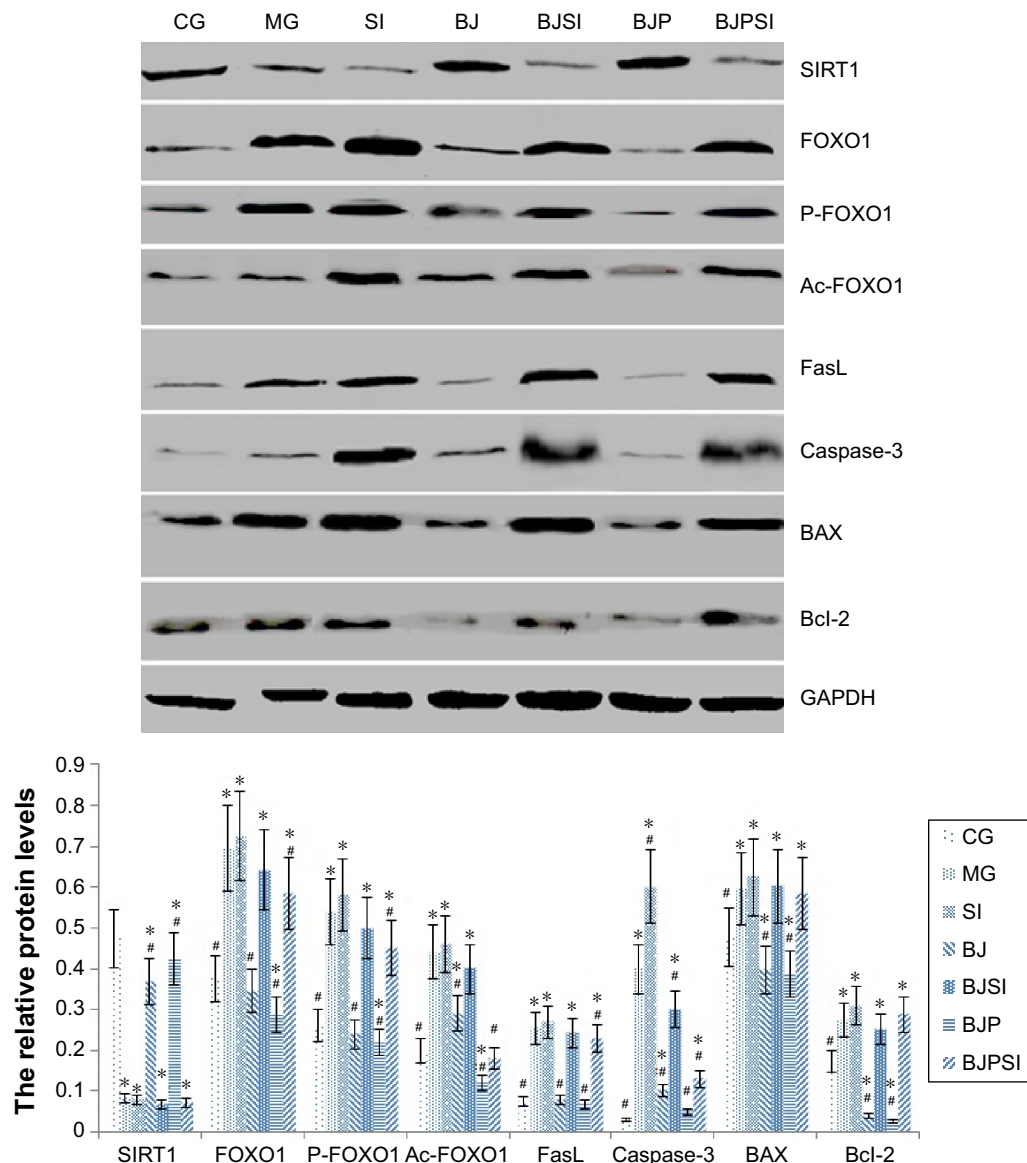 CG MG SI BJ BJSI BJP BJPSI
SIRT1
FOXO1
P-FOXO1
Ac-FOXO1
FasL
Caspase-3
BAX
Bcl-2
GAPDH
The relative protein levels
0.9
0.8
0.7
0.6
0.5
0.4
0.3
0.2
0.1
0
SIRT1 FOXO1 P-FOXO1 Ac-FOXO1 FasL Caspase-3 BAX Bcl-2
CG
MG
SI
BJ
BJSI
BJP
BJPSI